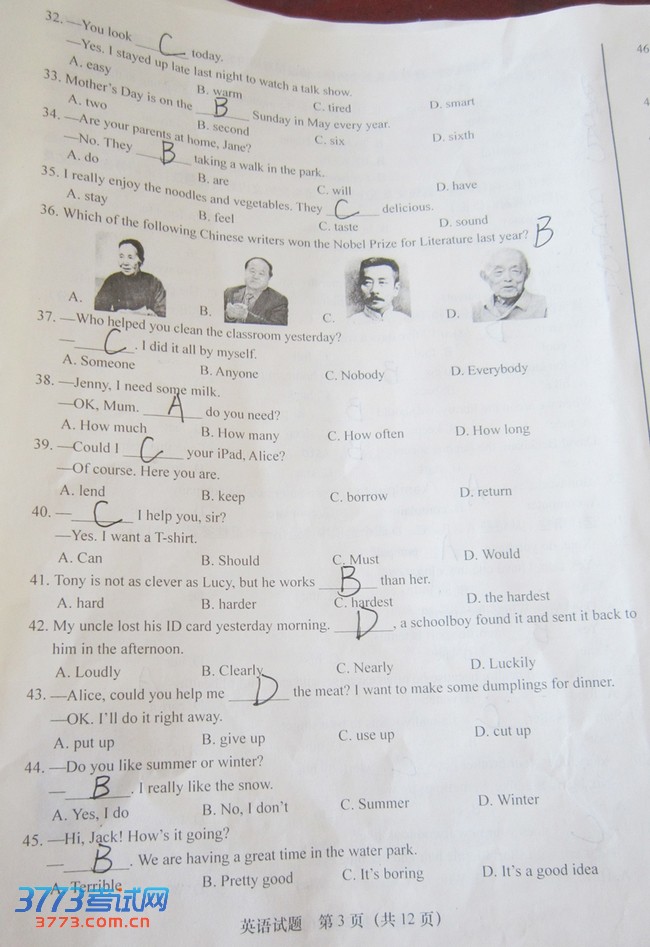 32. —You look C today.
—Yes. I stayed up late last night to watch a talk show.
A. easy B. warm C. tired D. smart
33. Mother's Day is on the B Sunday in May every year.
A. two B. second C. six D. sixth
34. —Are your parents at home, Jane?
—No. They B taking a walk in the park.
A. do B. are C. will D. have
35. I really enjoy the noodles and vegetables. They C delicious.
A. stay B. feel C. taste D. sound
36. Which of the following Chinese writers won the Nobel Prize for Literature last year? B
A. B. C. D.
37. —Who helped you clean the classroom yesterday?
— C . I did it all by myself.
A. Someone B. Anyone C. Nobody D. Everybody
38. —Jenny, I need some milk.
—OK, Mum. A do you need?
A. How much B. How many C. How often D. How long
39. —Could I C your iPad, Alice?
—Of course. Here you are.
A. lend B. keep C. borrow D. return
40. — C I help you, sir?
—Yes. I want a T-shirt.
A. Can B. Should C. Must D. Would
41. Tony is not as clever as Lucy, but he works B than her.
A. hard B. harder C. hardest D. the hardest
42. My uncle lost his ID card yesterday morning. D , a schoolboy found it and sent it back to
him in the afternoon.
A. Loudly B. Clearly C. Nearly D. Luckily
43. —Alice, could you help me D the meat? I want to make some dumplings for dinner.
—OK. I'll do it right away.
A. put up B. give up C. use up D. cut up
44. —Do you like summer or winter?
— B . I really like the snow.
A. Yes, I do B. No, I don't C. Summer D. Winter
45. —Hi, Jack! How's it going?
— B . We are having a great time in the water park.
A. Terrible B. Pretty good C. It's boring D. It's a good idea
3773考试网
3773.com.cn
英语试题 第3页（共12页）
46
4